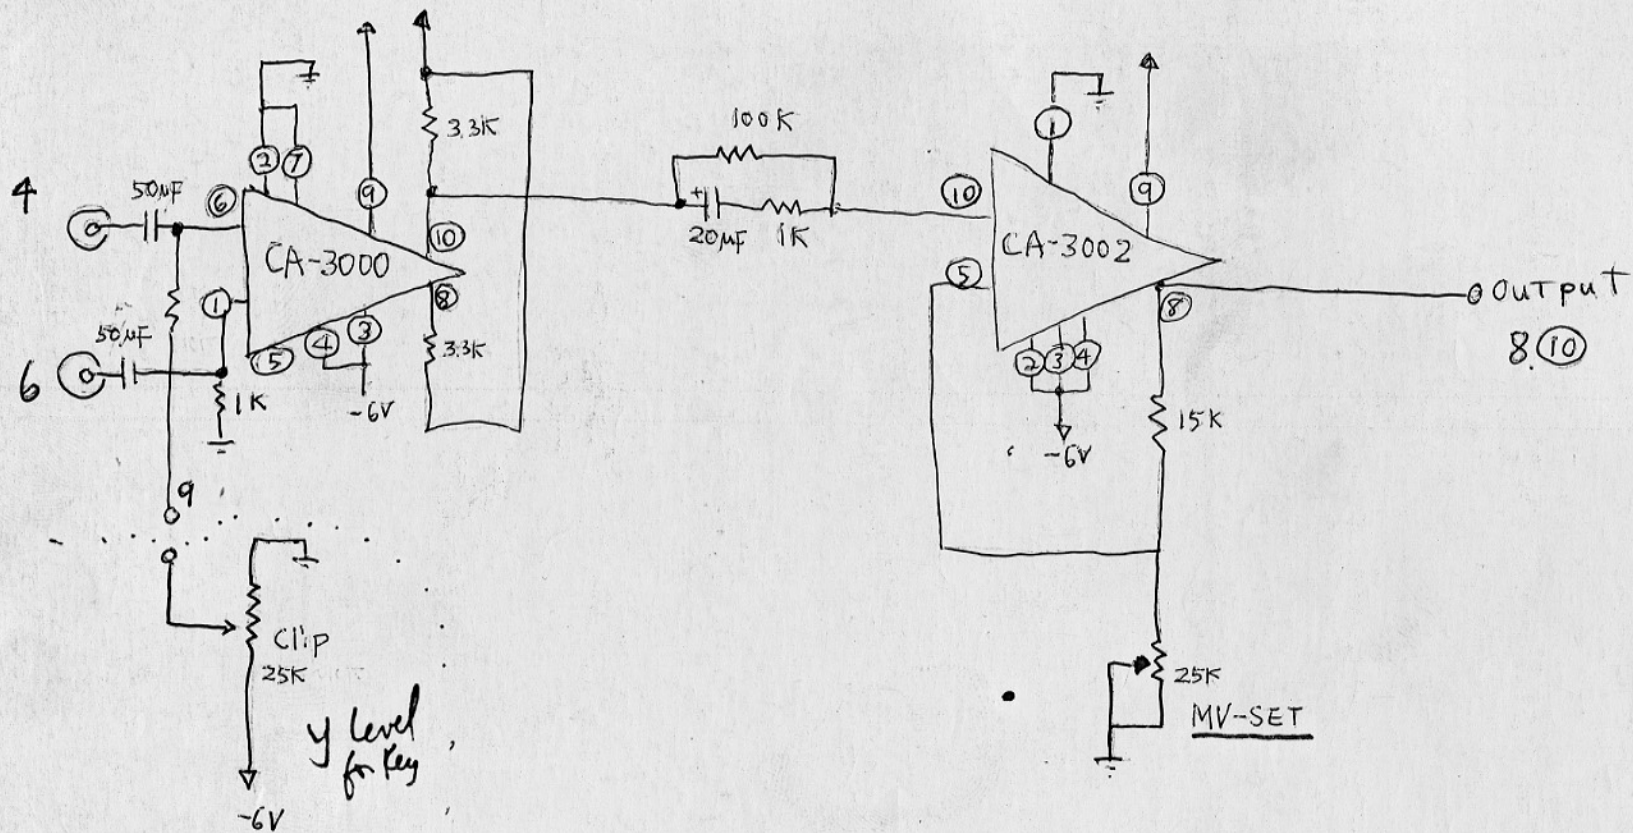 4
50µF
6
2
7
9
10
CA-3000
1
8
5
4
3
-6V
3.3K
3.3K
50µF
6
1K
9
Clip
25K
y level
for Key
-6V
100K
+
20µF
1K
10
1
9
CA-3002
5
8
2
3
4
-6V
15K
OUTPUT
8.10
25K
MV-SET